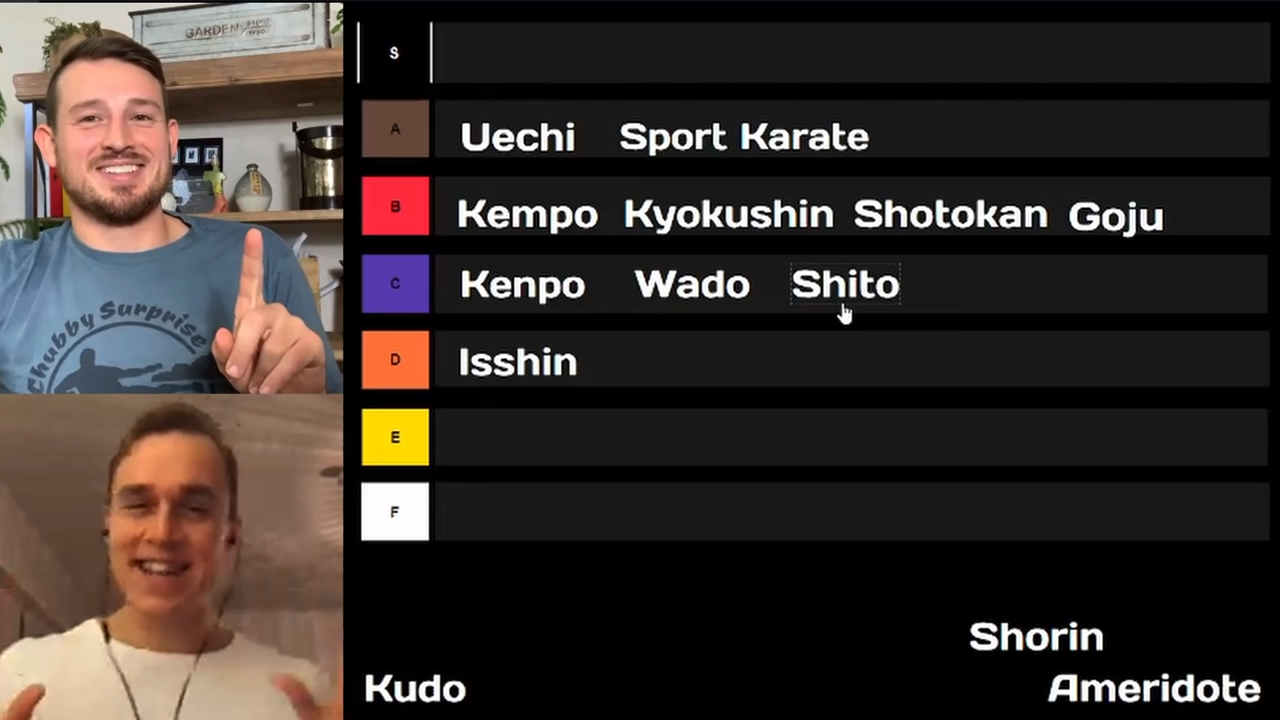 GARDEN
Chubby Surprise
S
A
Uechi Sport Karate
B
Kempo Kyokushin Shotokan Goju
C
Kenpo Wado Shito
D
Isshin
E
F
Shorin
Kudo
Ameridote